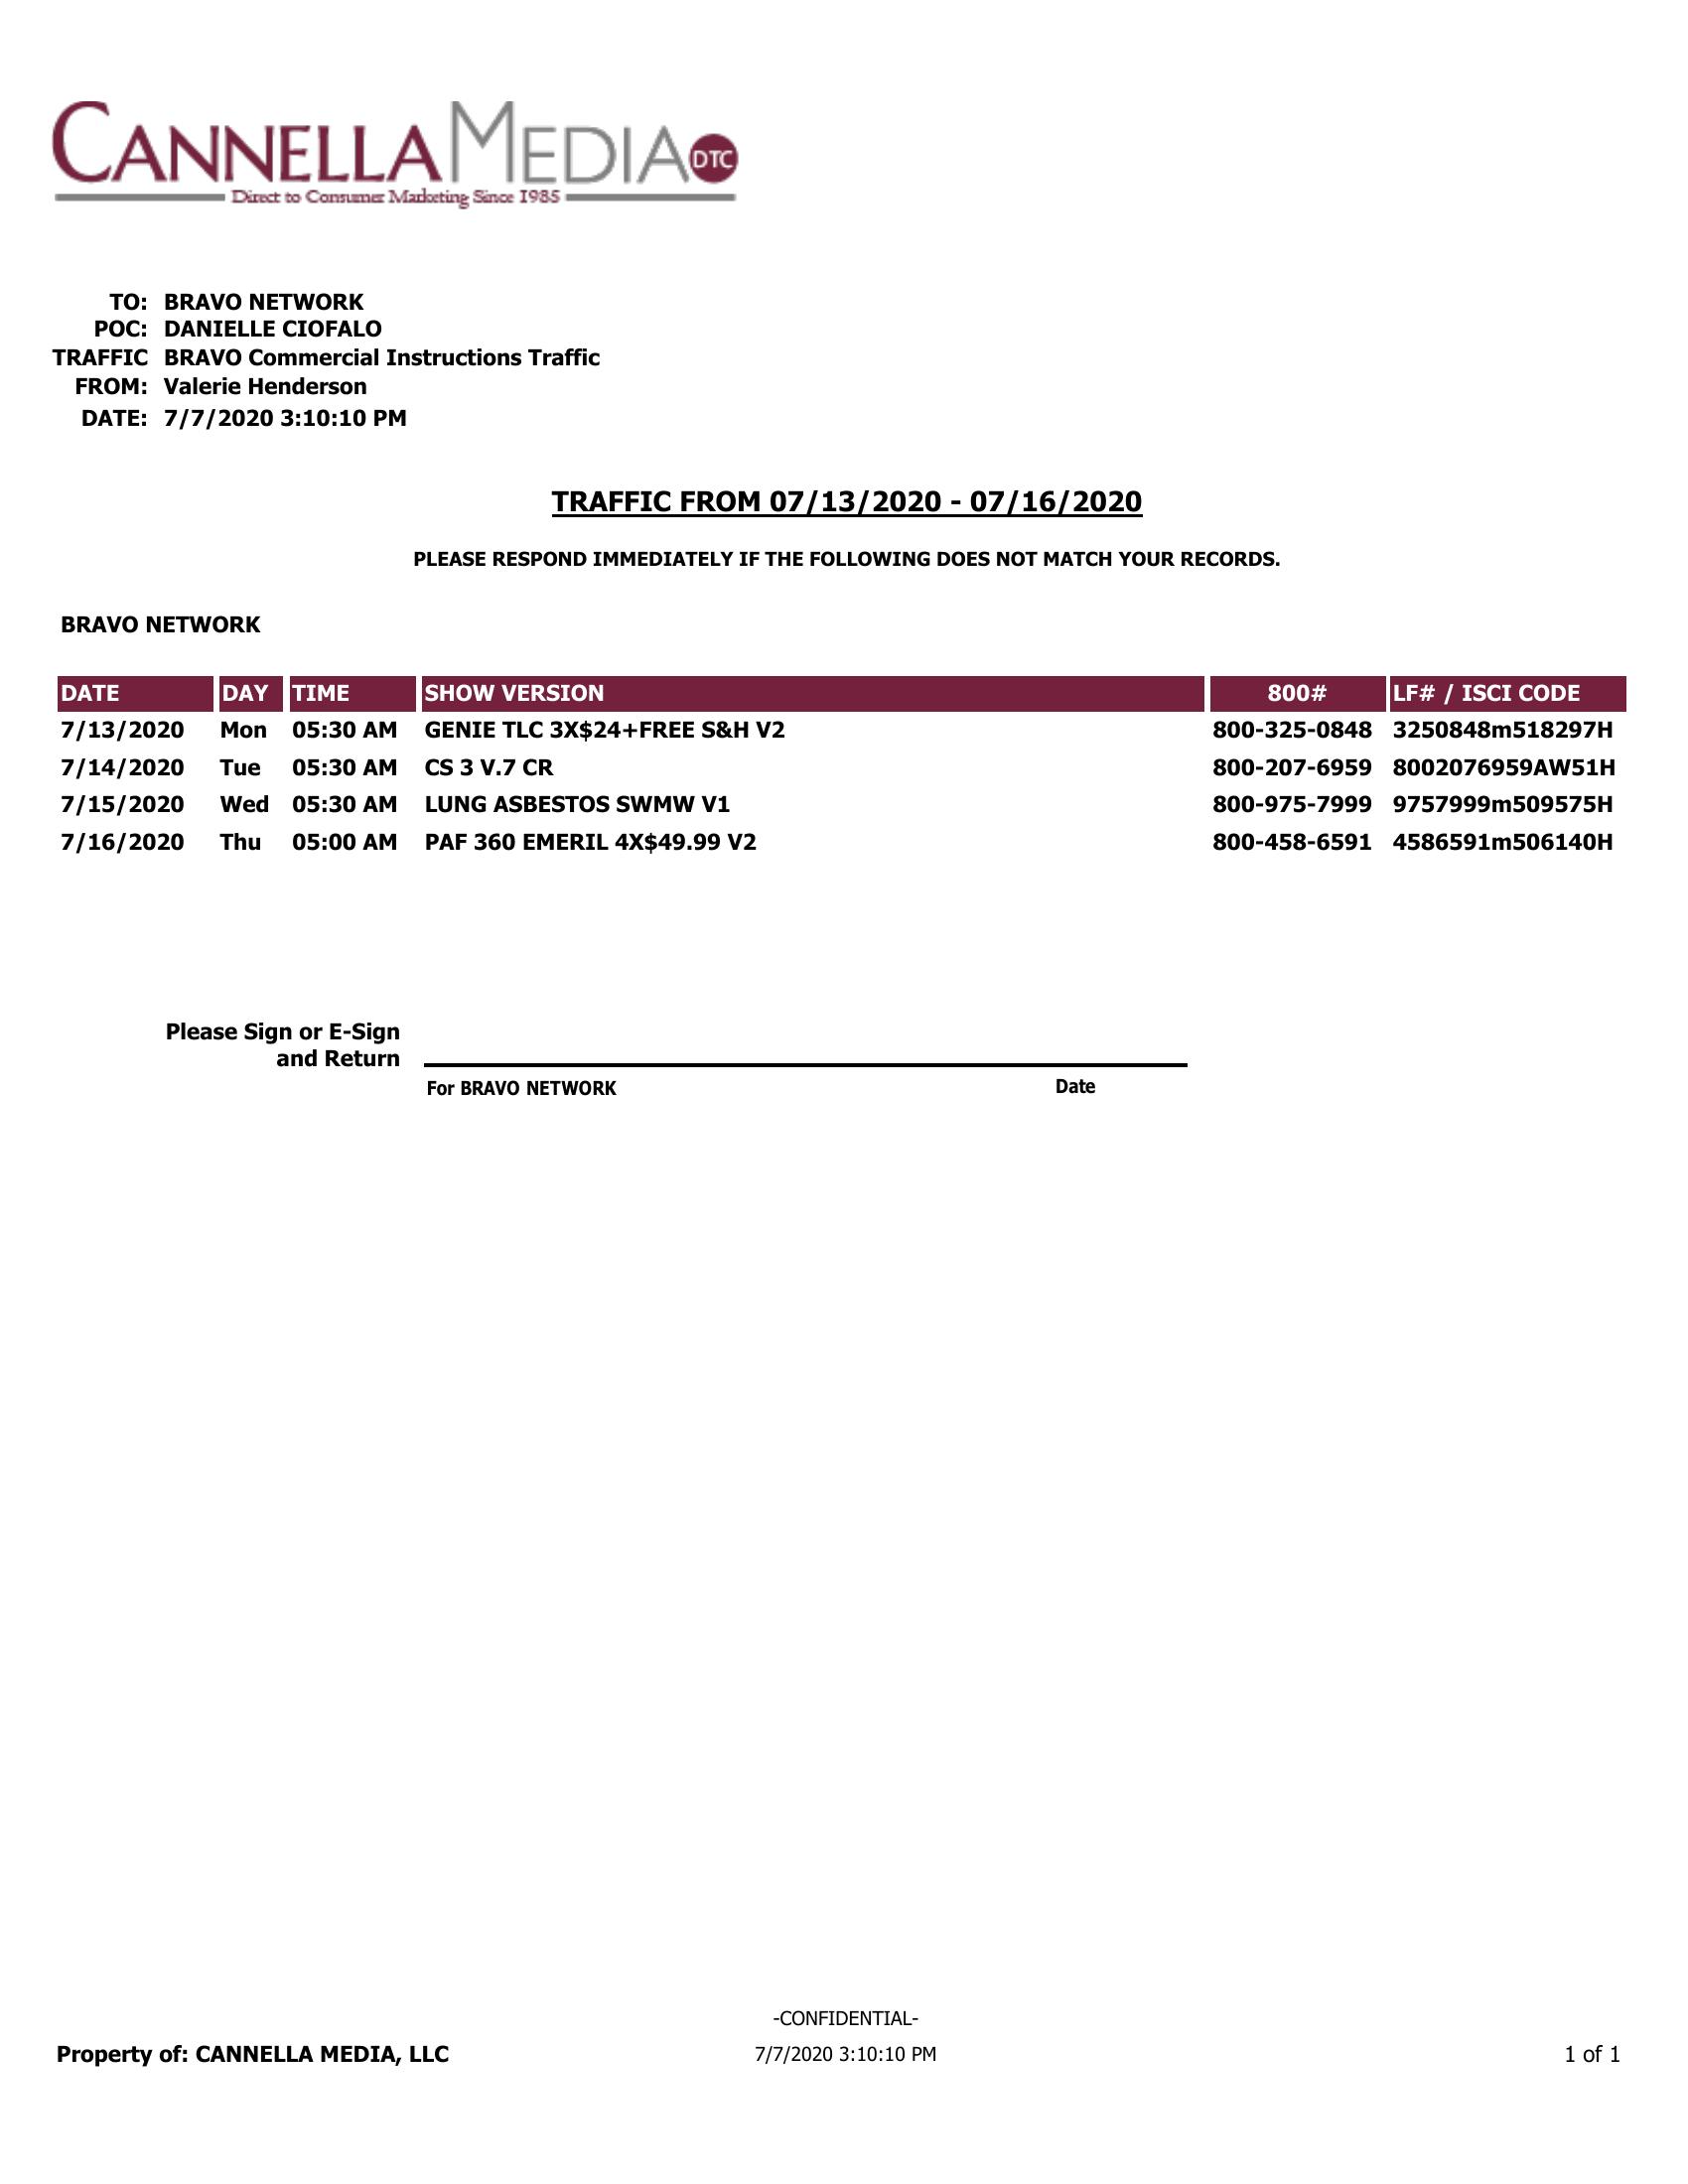 CANNELLAMEDIA DTC
Direct to Consumer Marketing Since 1985
TO: BRAVO NETWORK
POC: DANIELLE CIOFALO
TRAFFIC BRAVO Commercial Instructions Traffic
FROM: Valerie Henderson
DATE: 7/7/2020 3:10:10 PM
TRAFFIC FROM 07/13/2020 - 07/16/2020
PLEASE RESPOND IMMEDIATELY IF THE FOLLOWING DOES NOT MATCH YOUR RECORDS.
BRAVO NETWORK
DATE DAY TIME SHOW VERSION 800# LF# / ISCI CODE
7/13/2020 Mon 05:30 AM GENIE TLC 3X$24+FREE S&H V2 800-325-0848 3250848m518297H
7/14/2020 Tue 05:30 AM CS 3 V.7 CR 800-207-6959 8002076959AW51H
7/15/2020 Wed 05:30 AM LUNG ASBESTOS SWMW V1 800-975-7999 9757999m509575H
7/16/2020 Thu 05:00 AM PAF 360 EMERIL 4X$49.99 V2 800-458-6591 4586591m506140H
Please Sign or E-Sign
and Return
For BRAVO NETWORK Date
-CONFIDENTIAL-
Property of: CANNELLA MEDIA, LLC 7/7/2020 3:10:10 PM 1 of 1